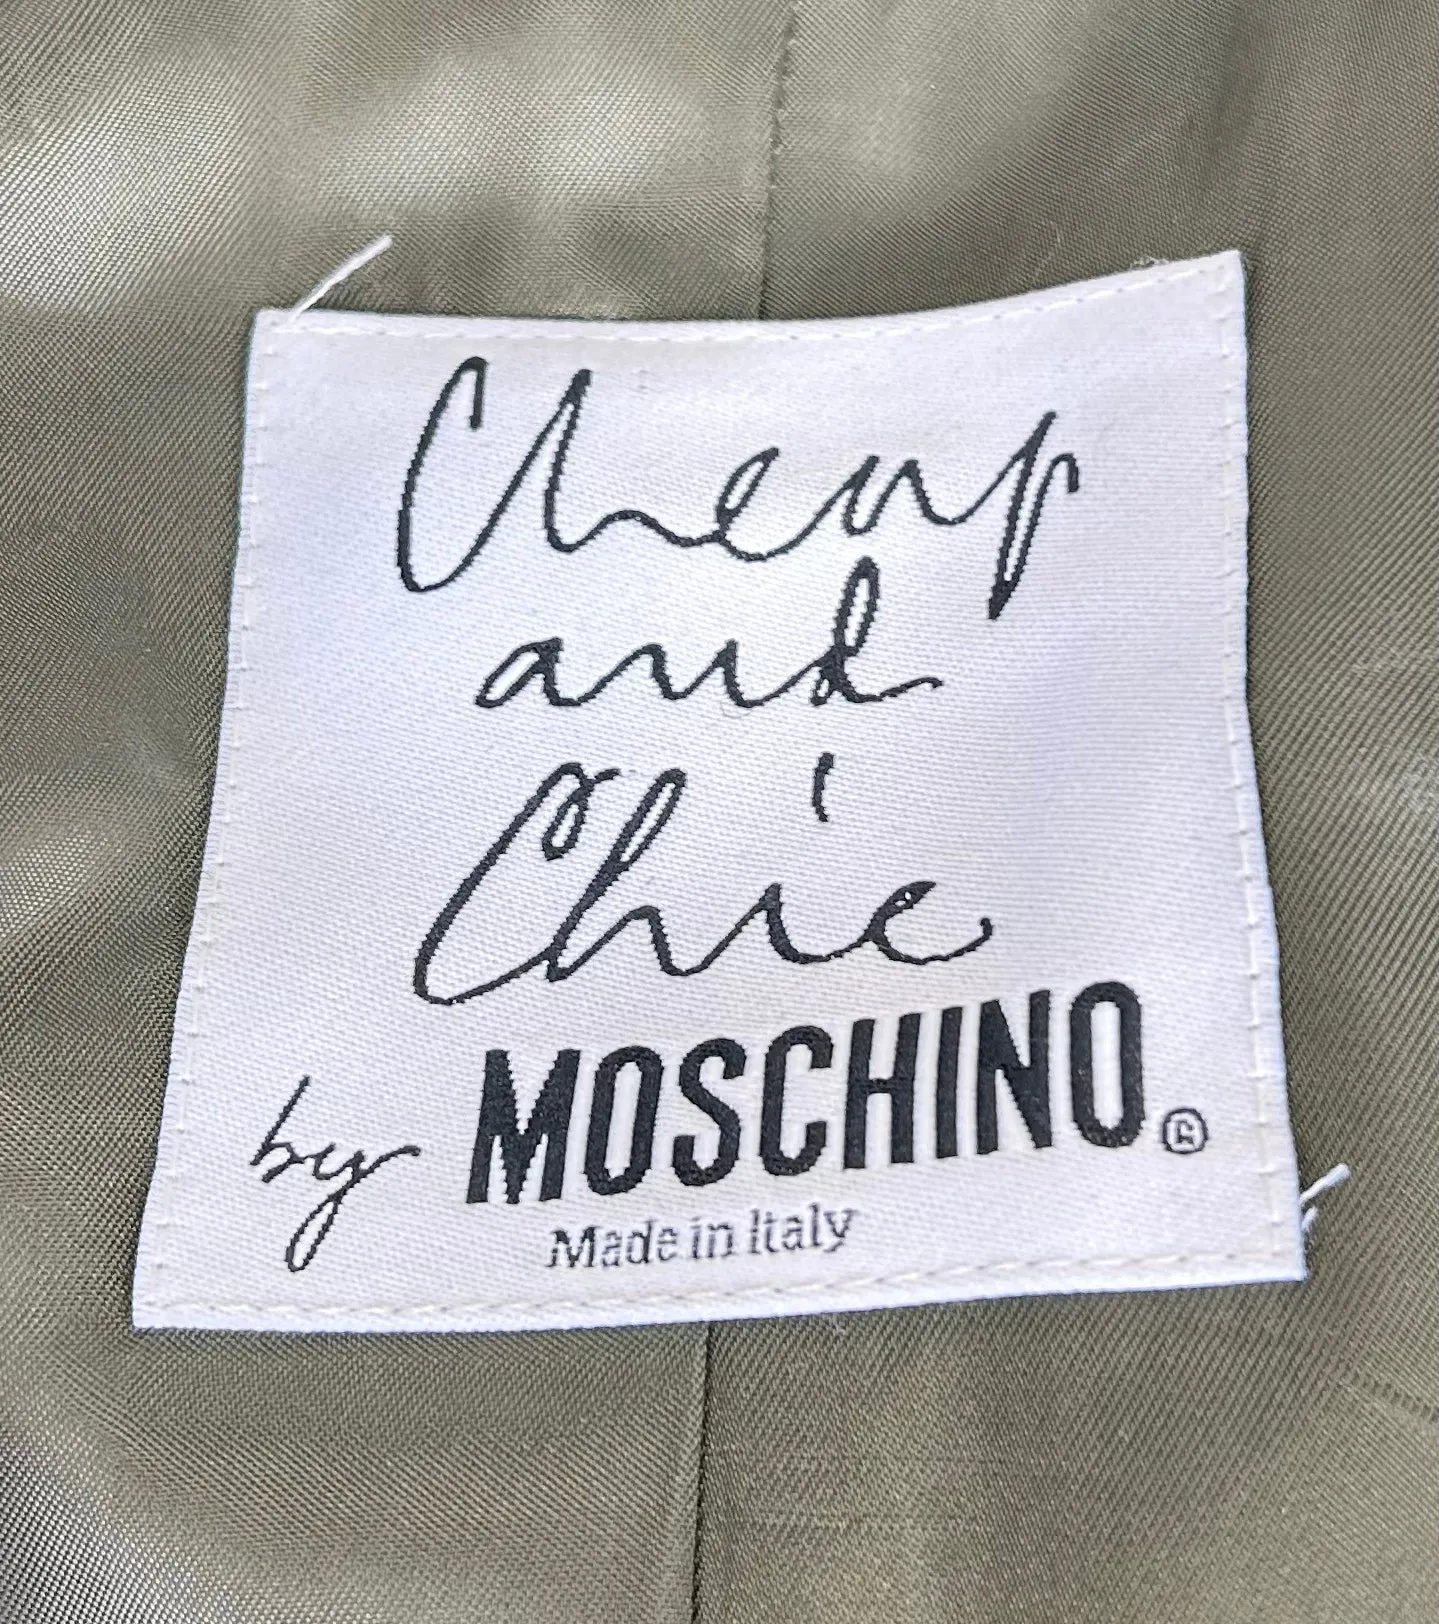 Cheap
and
Chic
by MOSCHINO®
Made in Italy